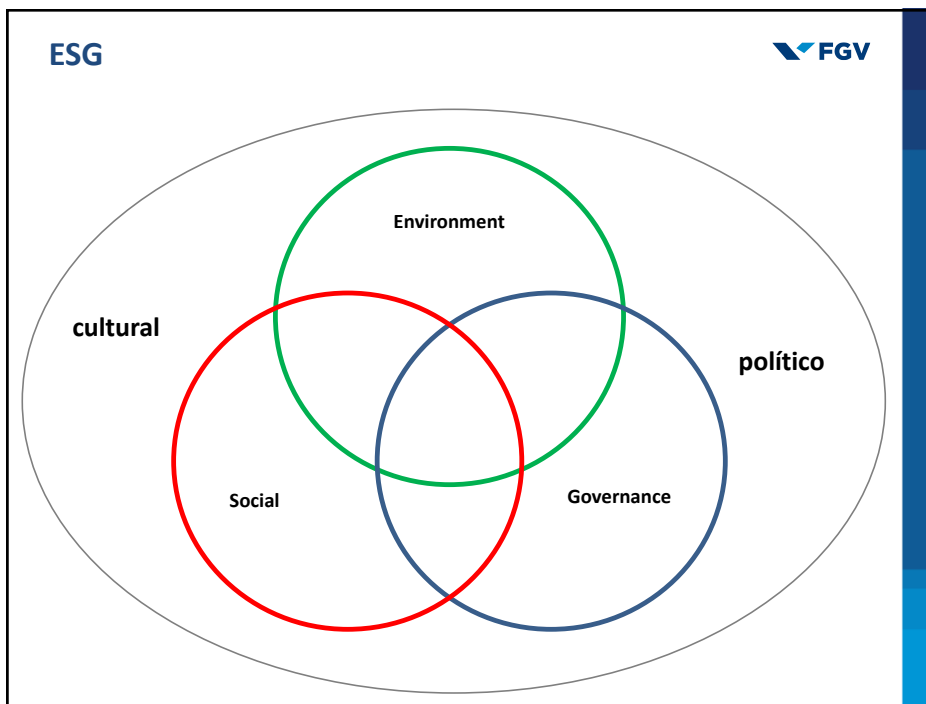 ESG
FGV
Environment
cultural
político
Social
Governance